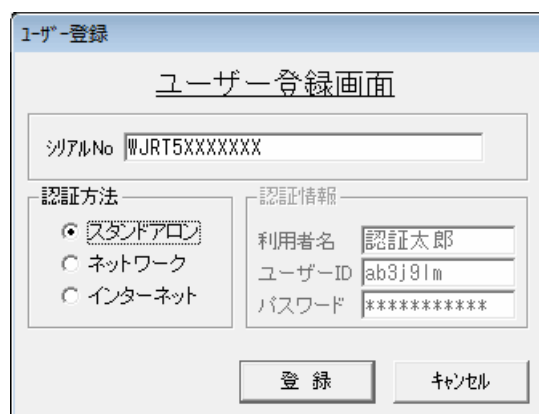 ﾕｰｻﾞｰ登録
ユーザー登録画面
ｼﾘｱﾙNo WJRT5XXXXXXX
認証方法
スタンドアロン
ネットワーク
インターネット
認証情報
利用者名 認証太郎
ユーザーID ab3j9lm
パスワード ***********
登 録
ｷｬﾝｾﾙ